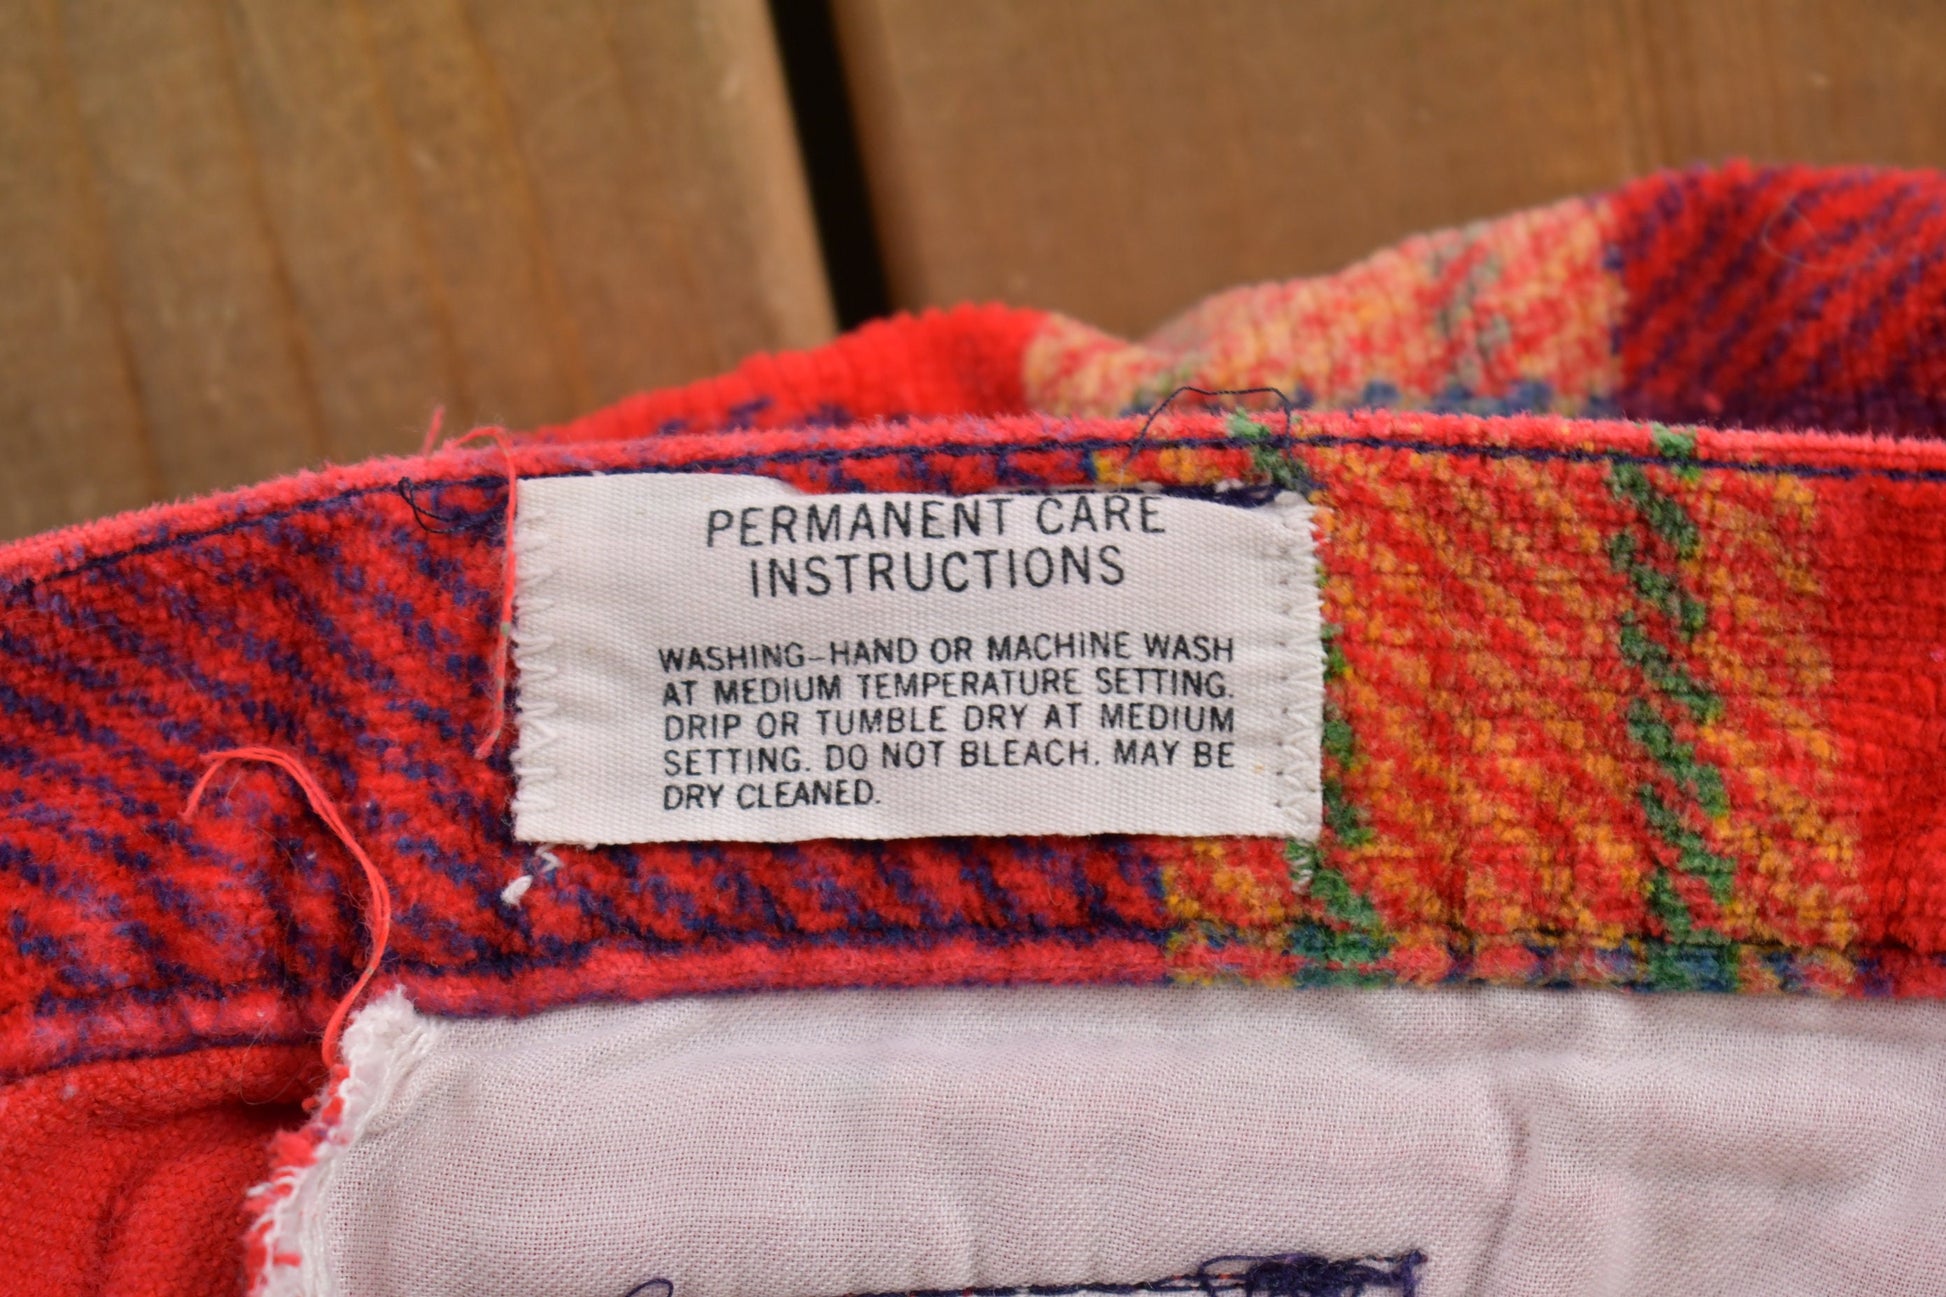 PERMANENT CARE
INSTRUCTIONS
WASHING-HAND OR MACHINE WASH
AT MEDIUM TEMPERATURE SETTING.
DRIP OR TUMBLE DRY AT MEDIUM
SETTING. DO NOT BLEACH. MAY BE
DRY CLEANED.